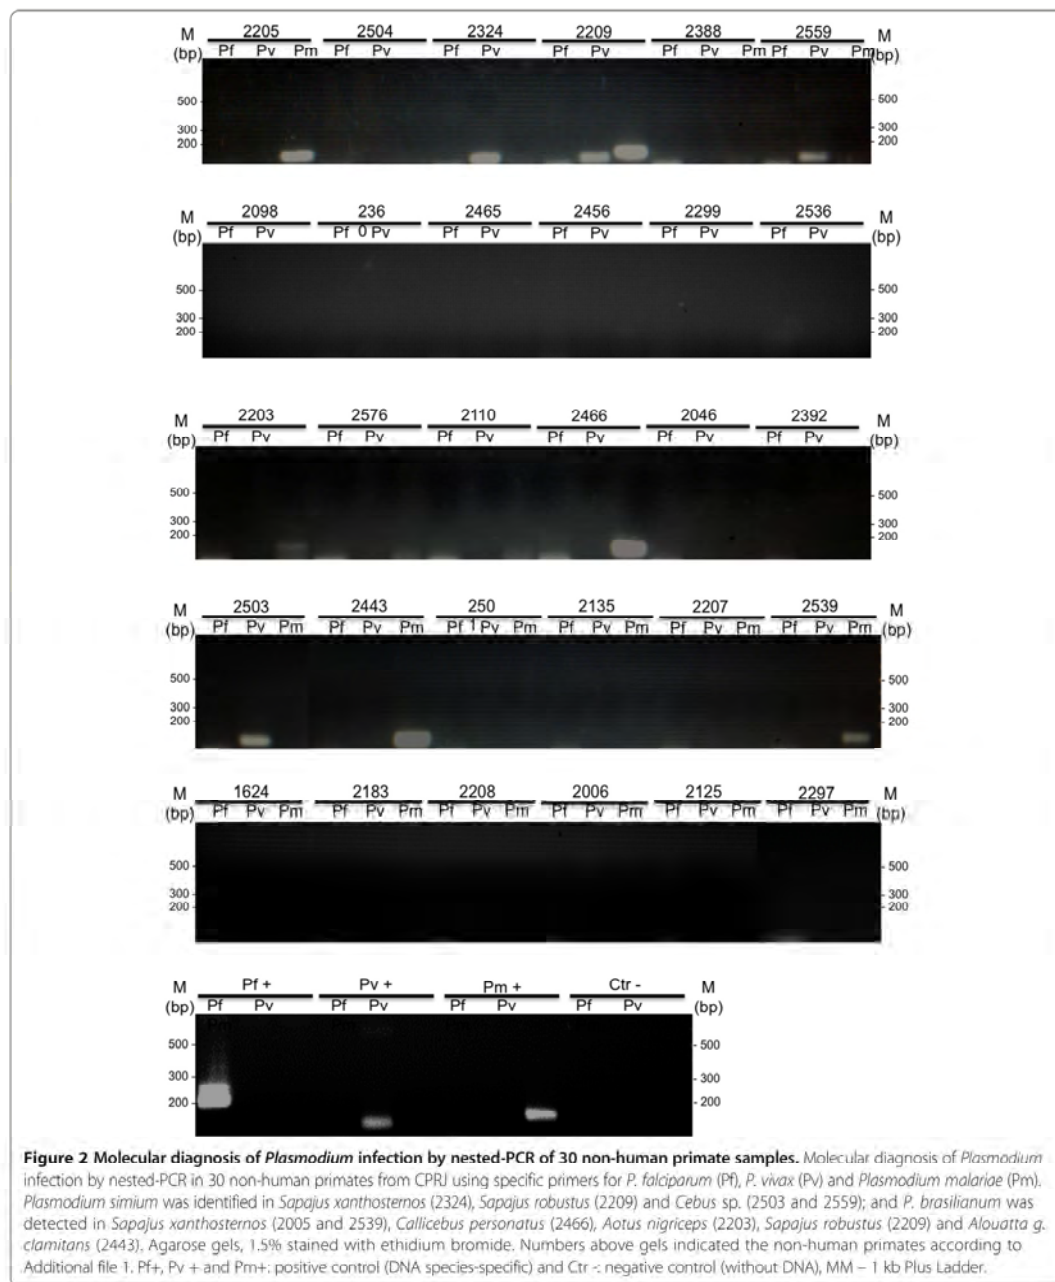 M 2205 2504 2324 2209 2388 2559 M
(bp) Pf Pv Pm Pf Pv Pf Pv Pf Pv Pf Pv Pm Pf Pv Pm (bp)
500 500
300 300
200 200
M 2098 236 2465 2456 2299 2536 M
(bp) Pf Pv Pf 0 Pv Pf Pv Pf Pv Pf Pv Pf Pv (bp)
500 500
300 300
200 200
M 2203 2576 2110 2466 2046 2392 M
(bp) Pf Pv Pf Pv Pf Pv Pf Pv Pf Pv Pf Pv (bp)
500 500
300 300
200 200
M 2503 2443 250 2135 2207 2539 M
(bp) Pf Pv Pm Pf Pv Pm Pf 1 Pv Pm Pf Pv Pm Pf Pv Pm Pf Pv Pm (bp)
500 500
300 300
200 200
M 1624 2183 2208 2006 2125 2297 M
(bp) Pf Pv Pm Pf Pv Pm Pf Pv Pm Pf Pv Pm Pf Pv Pm Pf Pv Pm (bp)
500 500
300 300
200 200
M Pf + Pv + Pm + Ctr - M
(bp) Pf Pv Pf Pv Pf Pv Pf Pv (bp)
500 500
300 300
200 200
Figure 2 Molecular diagnosis of Plasmodium infection by nested-PCR of 30 non-human primate samples. Molecular diagnosis of Plasmodium
infection by nested-PCR in 30 non-human primates from CPRJ using specific primers for P. falciparum (Pf), P. vivax (Pv) and Plasmodium malariae (Pm).
Plasmodium simium was identified in Sapajus xanthosternos (2324), Sapajus robustus (2209) and Cebus sp. (2503 and 2559); and P. brasilianum was
detected in Sapajus xanthosternos (2005 and 2539), Callicebus personatus (2466), Aotus nigriceps (2203), Sapajus robustus (2209) and Alouatta g.
clamitans (2443). Agarose gels, 1.5% stained with ethidium bromide. Numbers above gels indicated the non-human primates according to
Additional file 1. Pf+, Pv + and Pm+: positive control (DNA species-specific) and Ctr -: negative control (without DNA), MM – 1 kb Plus Ladder.